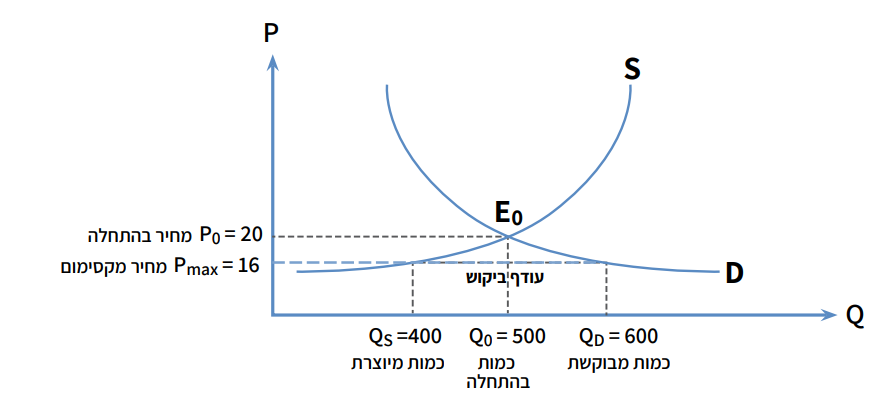 P
S
E0
P0 = 20 מחיר בהתחלה
Pmax = 16 מחיר מקסימום
עודף ביקוש
D
Q
QS =400
כמות מיוצרת
Q0 = 500
כמות
בהתחלה
QD = 600
כמות מבוקשת